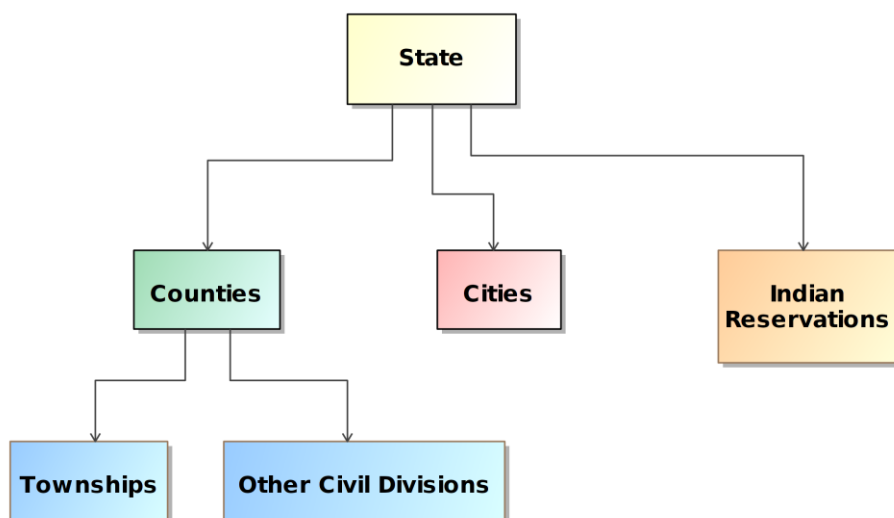 State
Counties
Cities
Indian
Reservations
Townships
Other Civil Divisions